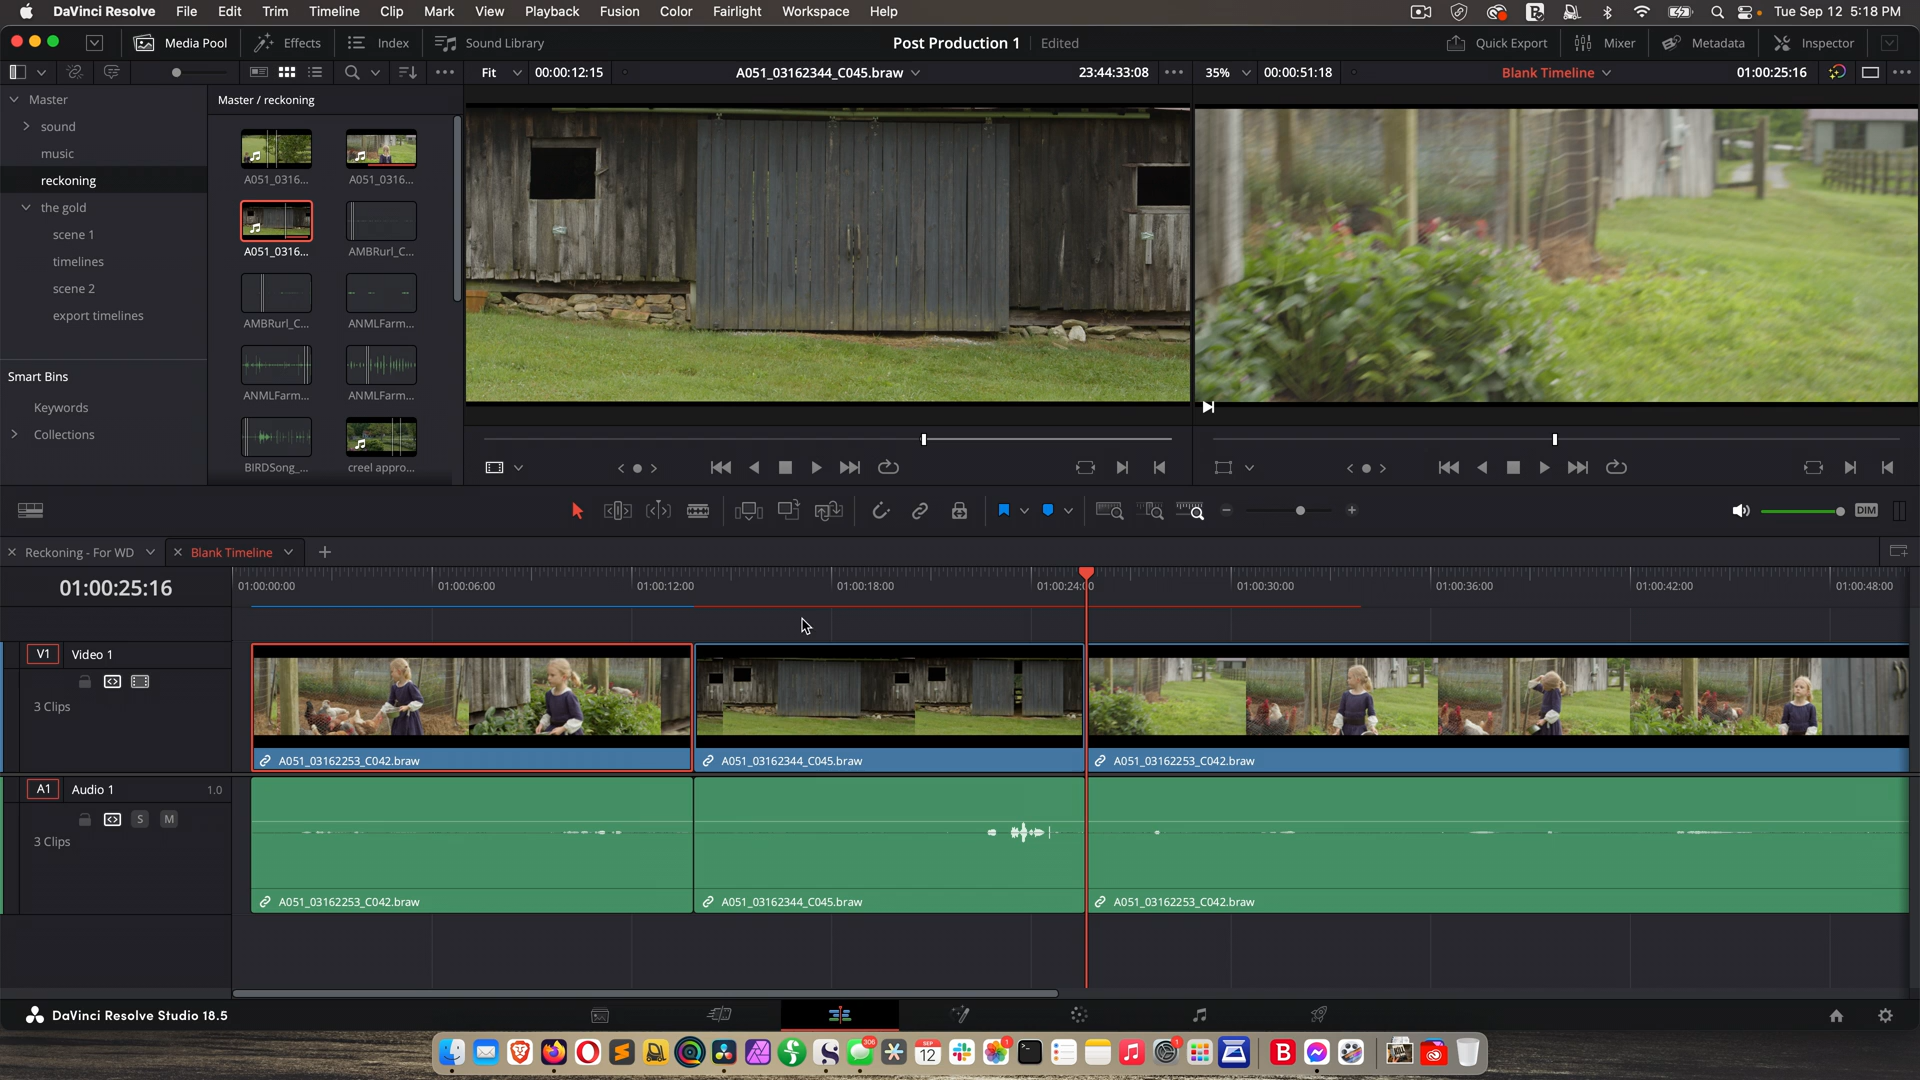 DaVinci Resolve File Edit Trim Timeline Clip Mark View Playback Fusion Color Fairlight Workspace Help Tue Sep 12 5:18 PM
Media Pool Effects Index Sound Library Post Production 1 Edited Quick Export Mixer Metadata Inspector
Fit 00:00:12:15 A051_03162344_C045.braw 23:44:33:08 35% 00:00:51:18 Blank Timeline 01:00:25:16
Master
sound
music
reckoning
the gold
scene 1
timelines
scene 2
export timelines
Smart Bins
Keywords
Collections
Master / reckoning
A051_0316... A051_0316...
A051_0316... AMBRurl_C...
AMBRurl_C... ANMLFarm...
ANMLFarm... ANMLFarm...
BIRDSong_... creel appro...
DIM
Reckoning - For WD Blank Timeline
01:00:25:16 01:00:00:00 01:00:06:00 01:00:12:00 01:00:18:00 01:00:24:00 01:00:30:00 01:00:36:00 01:00:42:00 01:00:48:00
V1 Video 1
3 Clips
A051_03162253_C042.braw A051_03162344_C045.braw A051_03162253_C042.braw
A1 Audio 1 1.0
S M
3 Clips
A051_03162253_C042.braw A051_03162344_C045.braw A051_03162253_C042.braw
DaVinci Resolve Studio 18.5
306
SEP
12
1
1
B